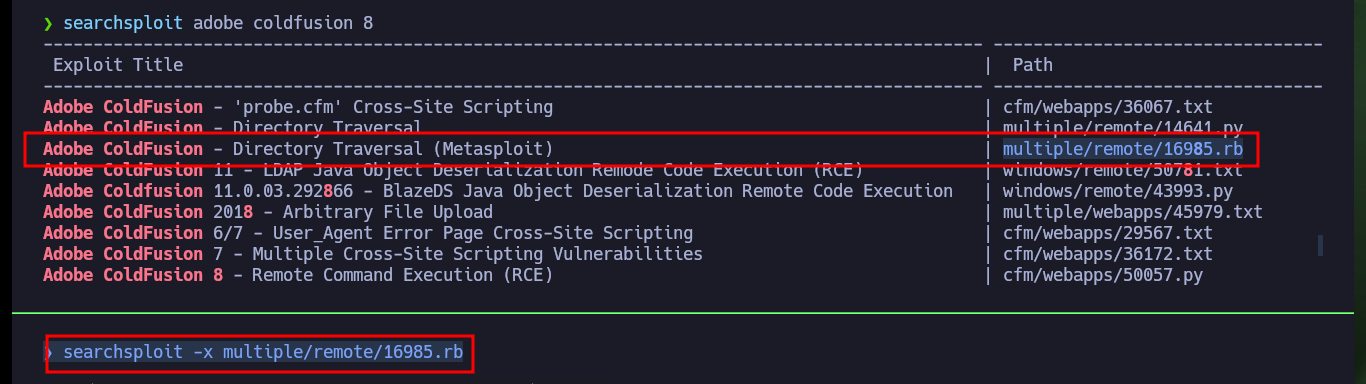 ❯ searchsploit adobe coldfusion 8
---------------------------------------------------------------------------------------------- ---------------------------------
 Exploit Title                                                                                |  Path
---------------------------------------------------------------------------------------------- ---------------------------------
Adobe ColdFusion - 'probe.cfm' Cross-Site Scripting                                           | cfm/webapps/36067.txt
Adobe ColdFusion - Directory Traversal                                                        | multiple/remote/14641.py
Adobe ColdFusion - Directory Traversal (Metasploit)                                           | multiple/remote/16985.rb
Adobe ColdFusion 11 - LDAP Java Object Deserialization Remode Code Execution (RCE)            | windows/remote/50781.txt
Adobe ColdFusion 11.0.03.292866 - BlazeDS Java Object Deserialization Remote Code Execution   | windows/remote/43993.py
Adobe ColdFusion 2018 - Arbitrary File Upload                                                 | multiple/webapps/45979.txt
Adobe ColdFusion 6/7 - User_Agent Error Page Cross-Site Scripting                             | cfm/webapps/29567.txt
Adobe ColdFusion 7 - Multiple Cross-Site Scripting Vulnerabilities                            | cfm/webapps/36172.txt
Adobe ColdFusion 8 - Remote Command Execution (RCE)                                           | cfm/webapps/50057.py
❯ searchsploit -x multiple/remote/16985.rb